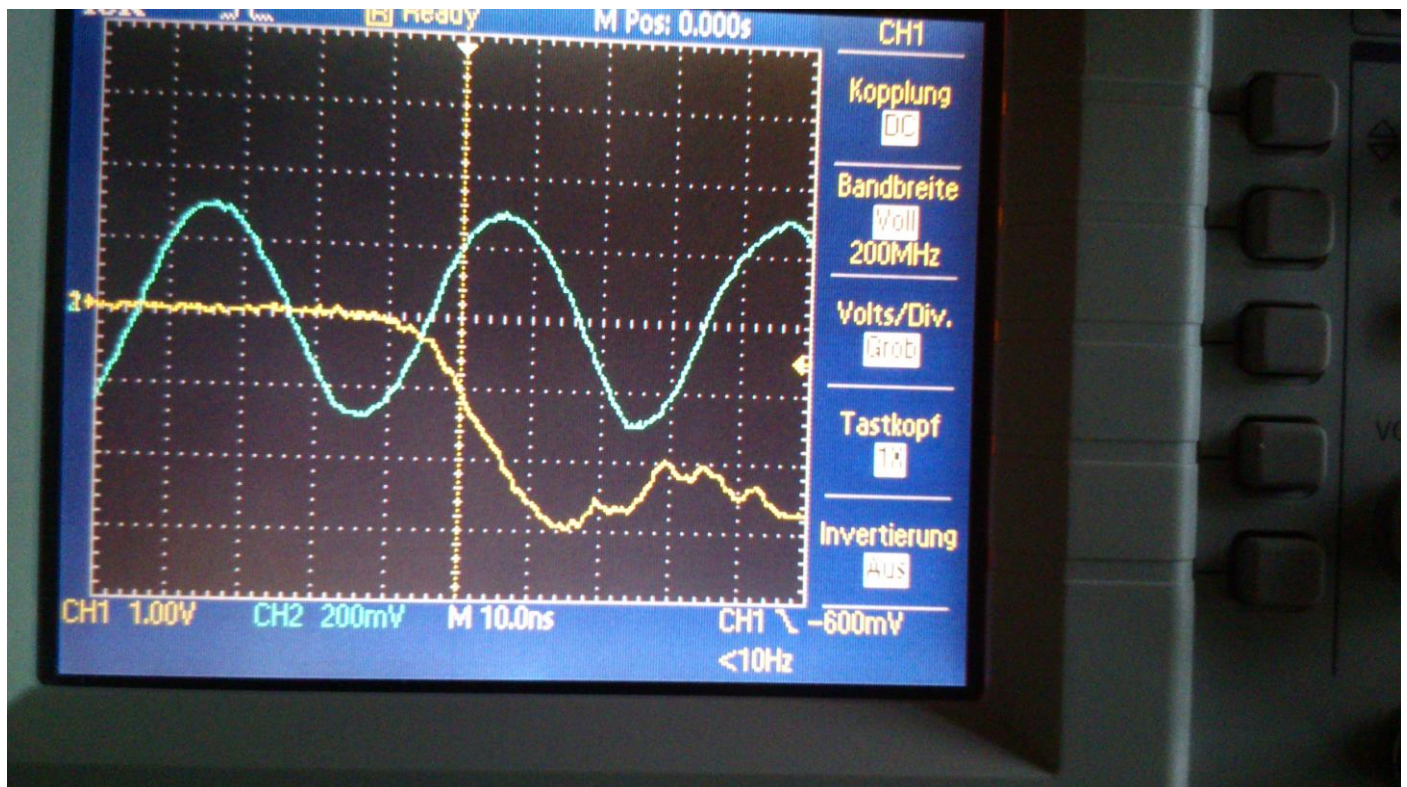 Ready M Pos: 0.000s
CH1
Kopplung
DC
Bandbreite
Voll
200MHz
Volts/Div.
Grob
Tastkopf
Invertierung
Aus
CH1 1.00V CH2 200mV M 10.0ns CH1 -600mV
<10Hz